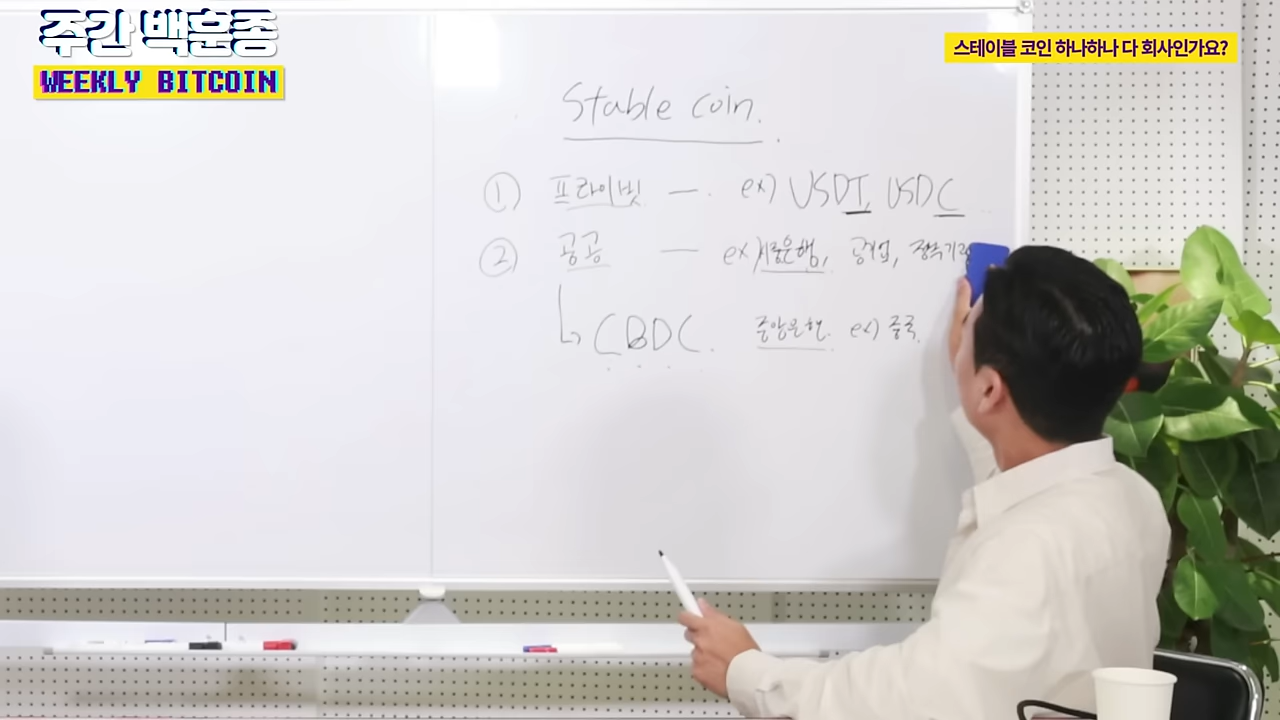 주간 백훈종
WEEKLY BITCOIN
스테이블 코인 하나하나 다 회사인가요?
Stable coin.
① 프라이빗 — ex) USDT, USDC
② 공공 — ex) 시중은행, 공기업,
↳ CBDC. 중앙은행. ex) 중국.